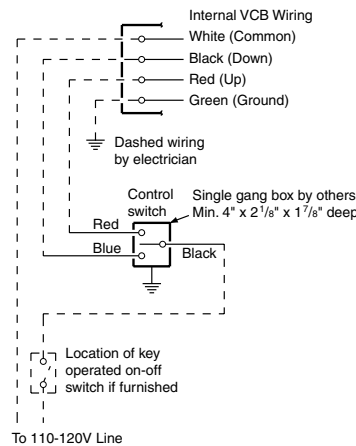 Internal VCB Wiring
White (Common)
Black (Down)
Red (Up)
Green (Ground)
Dashed wiring
by electrician
Control
switch
Single gang box by others
Min. 4" x 2 1/8" x 1 7/8" deep
Red
Blue
Black
Location of key
operated on-off
switch if furnished
To 110-120V Line